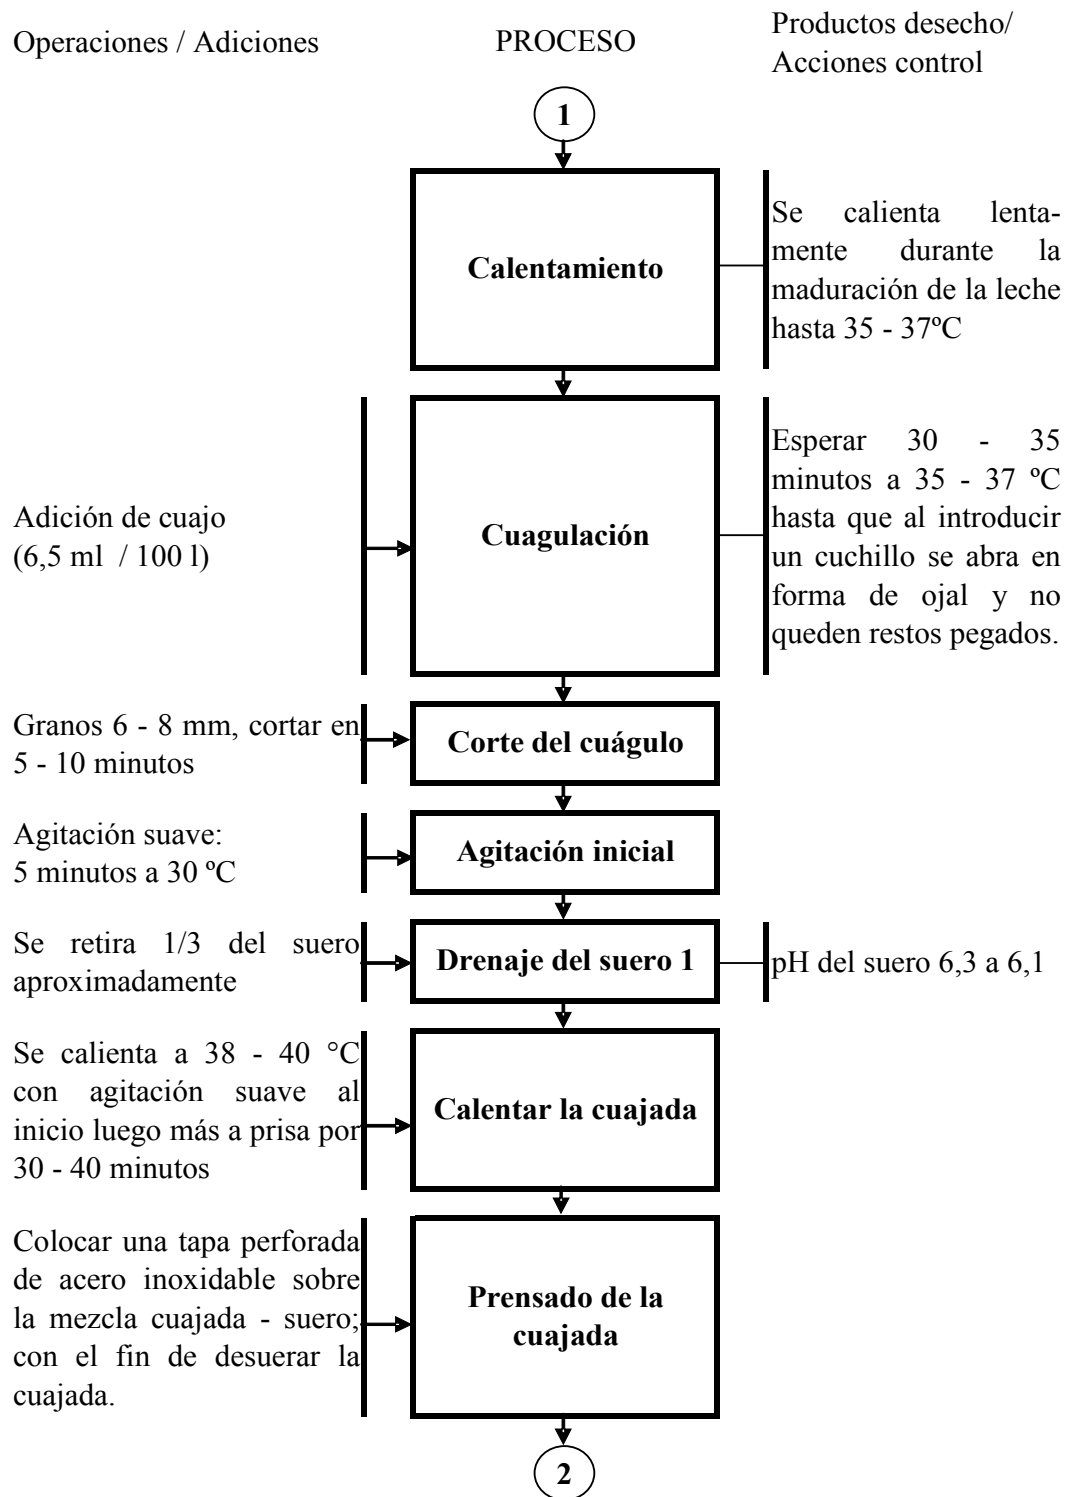 Operaciones / Adiciones
PROCESO
Productos desecho/
Acciones control
1
Calentamiento
Se calienta lenta-
mente durante la
maduración de la leche
hasta 35 - 37ºC
Adición de cuajo
(6,5 ml / 100 l)
Cuagulación
Esperar 30 - 35
minutos a 35 - 37 ºC
hasta que al introducir
un cuchillo se abra en
forma de ojal y no
queden restos pegados.
Granos 6 - 8 mm, cortar en
5 - 10 minutos
Corte del cuágulo
Agitación suave:
5 minutos a 30 ºC
Agitación inicial
Se retira 1/3 del suero
aproximadamente
Drenaje del suero 1
pH del suero 6,3 a 6,1
Se calienta a 38 - 40 °C
con agitación suave al
inicio luego más a prisa por
30 - 40 minutos
Calentar la cuajada
Colocar una tapa perforada
de acero inoxidable sobre
la mezcla cuajada - suero;
con el fin de desuerar la
cuajada.
Prensado de la
cuajada
2